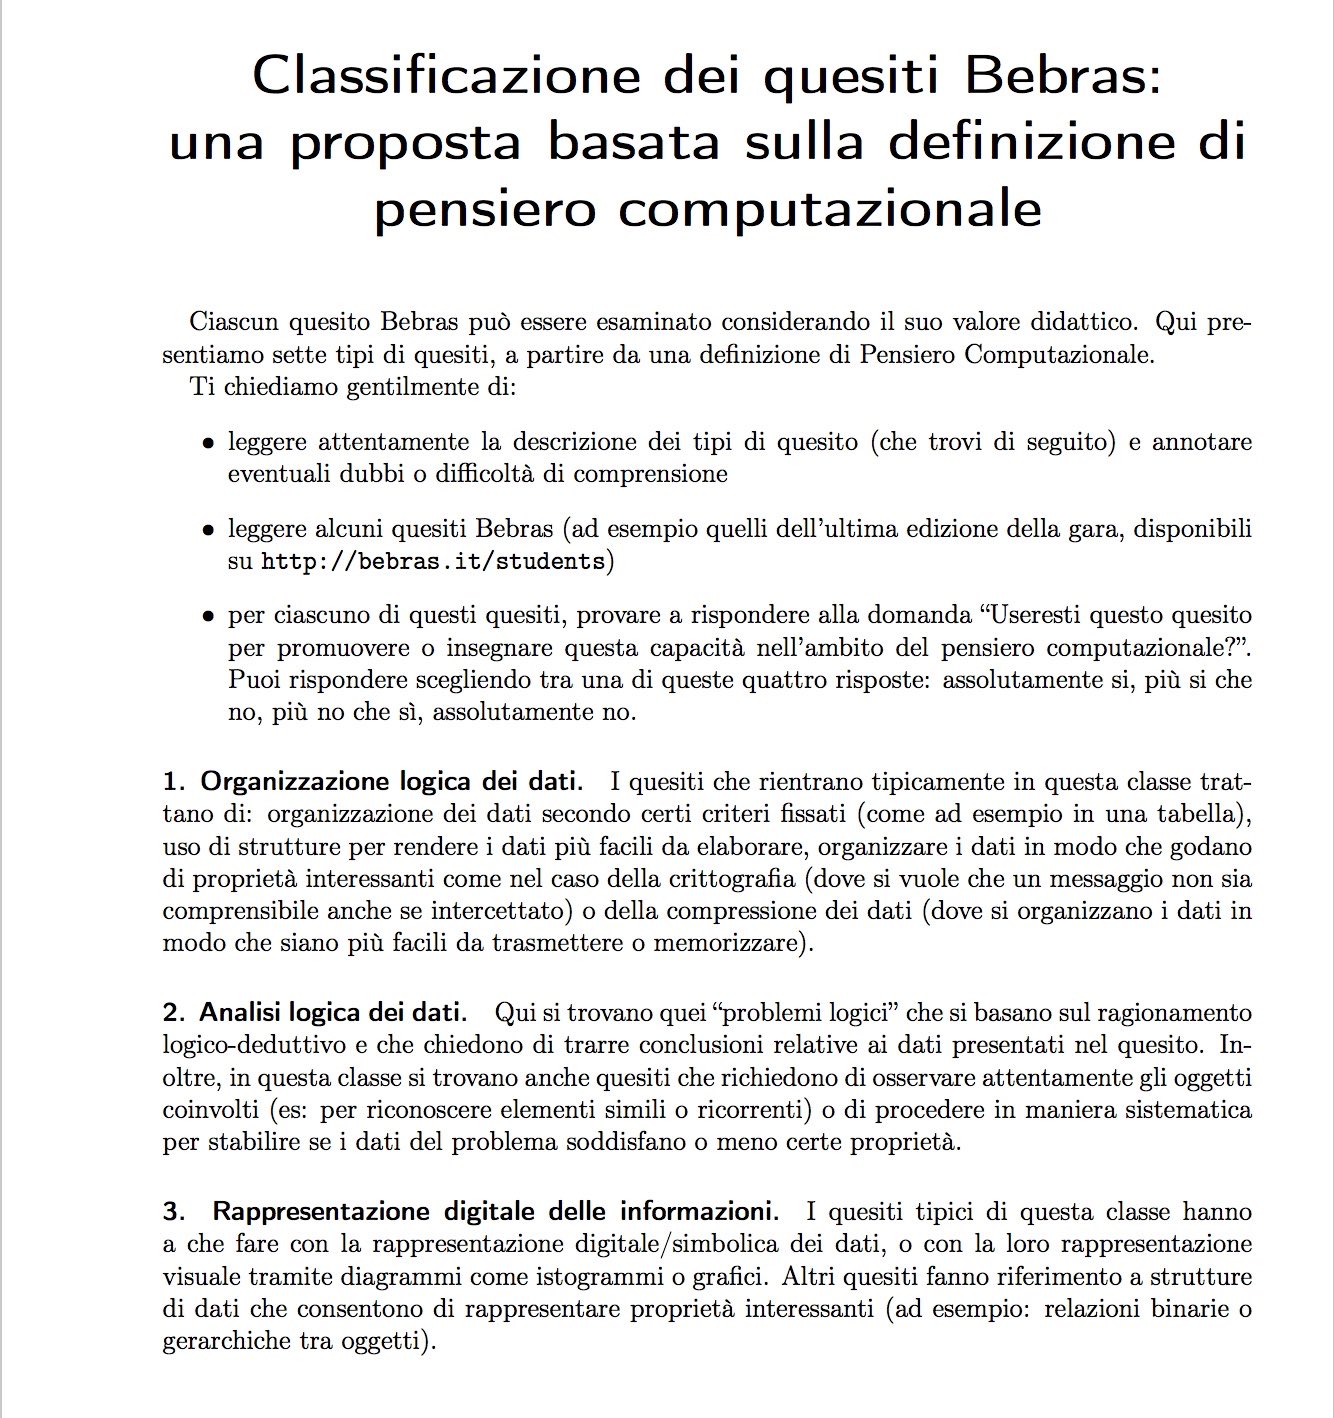 Classificazione dei quesiti Bebras:
una proposta basata sulla definizione di
pensiero computazionale
Ciascun quesito Bebras può essere esaminato considerando il suo valore didattico. Qui pre-
sentiamo sette tipi di quesiti, a partire da una definizione di Pensiero Computazionale.
Ti chiediamo gentilmente di:
• leggere attentamente la descrizione dei tipi di quesito (che trovi di seguito) e annotare
eventuali dubbi o difficoltà di comprensione
• leggere alcuni quesiti Bebras (ad esempio quelli dell'ultima edizione della gara, disponibili
su http://bebras.it/students)
• per ciascuno di questi quesiti, provare a rispondere alla domanda “Useresti questo quesito
per promuovere o insegnare questa capacità nell'ambito del pensiero computazionale?”.
Puoi rispondere scegliendo tra una di queste quattro risposte: assolutamente si, più si che
no, più no che sì, assolutamente no.
1. Organizzazione logica dei dati. I quesiti che rientrano tipicamente in questa classe trat-
tano di: organizzazione dei dati secondo certi criteri fissati (come ad esempio in una tabella),
uso di strutture per rendere i dati più facili da elaborare, organizzare i dati in modo che godano
di proprietà interessanti come nel caso della crittografia (dove si vuole che un messaggio non sia
comprensibile anche se intercettato) o della compressione dei dati (dove si organizzano i dati in
modo che siano più facili da trasmettere o memorizzare).
2. Analisi logica dei dati. Qui si trovano quei “problemi logici” che si basano sul ragionamento
logico-deduttivo e che chiedono di trarre conclusioni relative ai dati presentati nel quesito. In-
oltre, in questa classe si trovano anche quesiti che richiedono di osservare attentamente gli oggetti
coinvolti (es: per riconoscere elementi simili o ricorrenti) o di procedere in maniera sistematica
per stabilire se i dati del problema soddisfano o meno certe proprietà.
3. Rappresentazione digitale delle informazioni. I quesiti tipici di questa classe hanno
a che fare con la rappresentazione digitale/simbolica dei dati, o con la loro rappresentazione
visuale tramite diagrammi come istogrammi o grafici. Altri quesiti fanno riferimento a strutture
di dati che consentono di rappresentare proprietà interessanti (ad esempio: relazioni binarie o
gerarchiche tra oggetti).